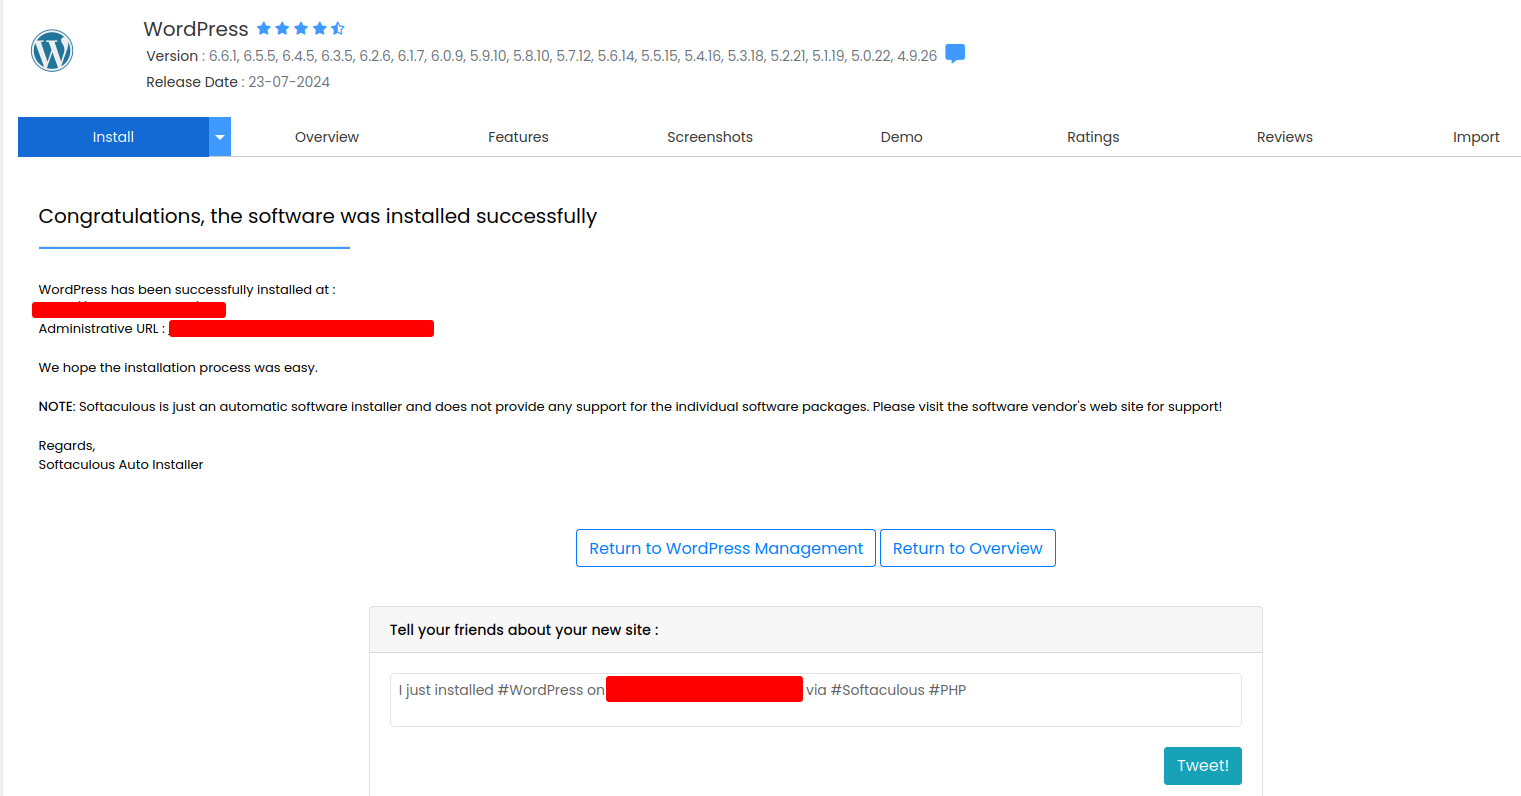 WordPress
Version : 6.6.1, 6.5.5, 6.4.5, 6.3.5, 6.2.6, 6.1.7, 6.0.9, 5.9.10, 5.8.10, 5.7.12, 5.6.14, 5.5.15, 5.4.16, 5.3.18, 5.2.21, 5.1.19, 5.0.22, 4.9.26
Release Date : 23-07-2024
Install Overview Features Screenshots Demo Ratings Reviews Import
Congratulations, the software was installed successfully
WordPress has been successfully installed at :
Administrative URL :
We hope the installation process was easy.
NOTE: Softaculous is just an automatic software installer and does not provide any support for the individual software packages. Please visit the software vendor's web site for support!
Regards,
Softaculous Auto Installer
Return to WordPress Management Return to Overview
Tell your friends about your new site :
I just installed #WordPress on via #Softaculous #PHP
Tweet!